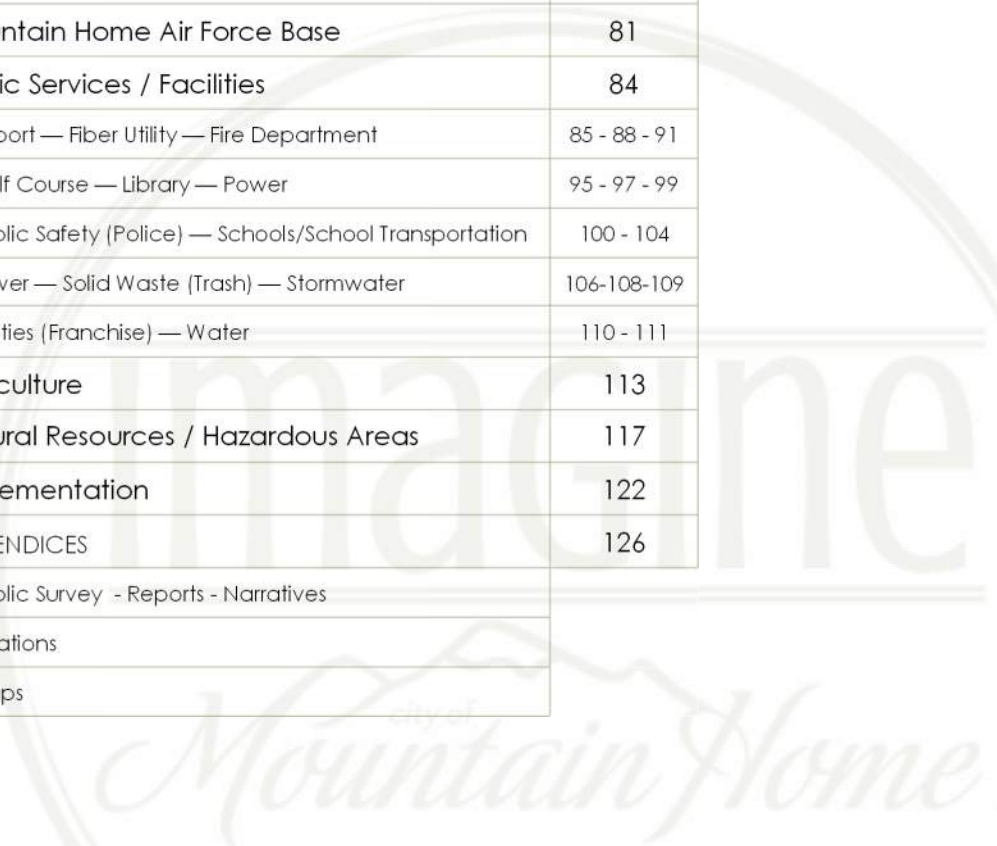 ntain Home Air Force Base 81
ic Services / Facilities 84
port — Fiber Utility — Fire Department 85 - 88 - 91
lf Course — Library — Power 95 - 97 - 99
blic Safety (Police) — Schools/School Transportation 100 - 104
wer — Solid Waste (Trash) — Stormwater 106-108-109
ties (Franchise) — Water 110 - 111
culture 113
ural Resources / Hazardous Areas 117
ementation 122
ENDICES 126
blic Survey - Reports - Narratives
ations
ps
imagine
city of
Mountain Home